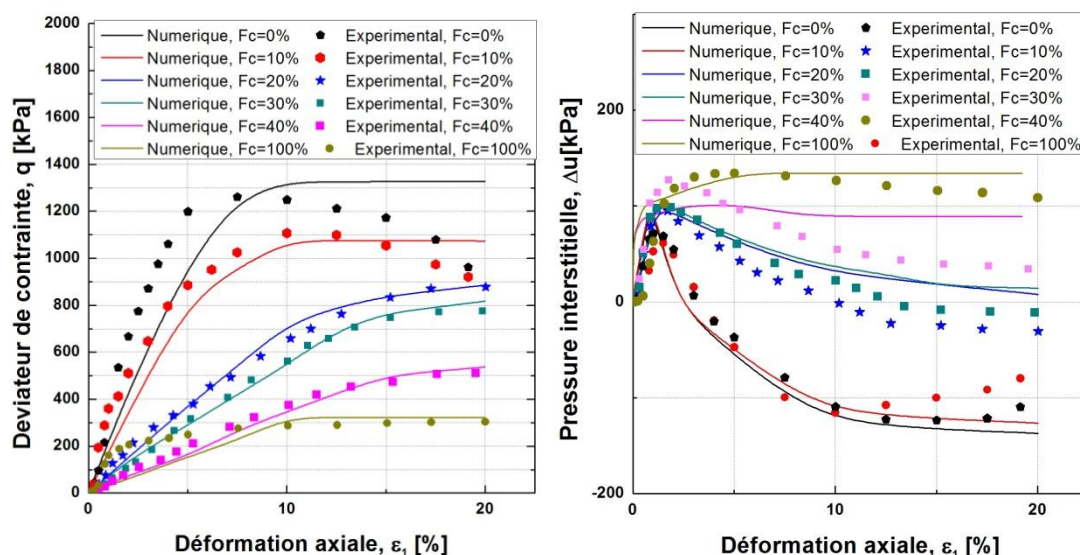 Deviateur de contrainte, q [kPa]
2000
1800
1600
1400
1200
1000
800
600
400
200
0
Numerique, Fc=0% Experimental, Fc=0%
Numerique, Fc=10% Experimental, Fc=10%
Numerique, Fc=20% Experimental, Fc=20%
Numerique, Fc=30% Experimental, Fc=30%
Numerique, Fc=40% Experimental, Fc=40%
Numerique, Fc=100% Experimental, Fc=100%
0 5 10 15 20
Déformation axiale, ε₁ [%]
Pressure interstitielle, Δu[kPa]
200
0
-200
Numerique, Fc=0% Experimental, Fc=0%
Numerique, Fc=10% Experimental, Fc=10%
Numerique, Fc=20% Experimental, Fc=20%
Numerique, Fc=30% Experimental, Fc=30%
Numerique, Fc=40% Experimental, Fc=40%
Numerique, Fc=100% Experimental, Fc=100%
0 5 10 15 20
Déformation axiale, ε₁ [%]